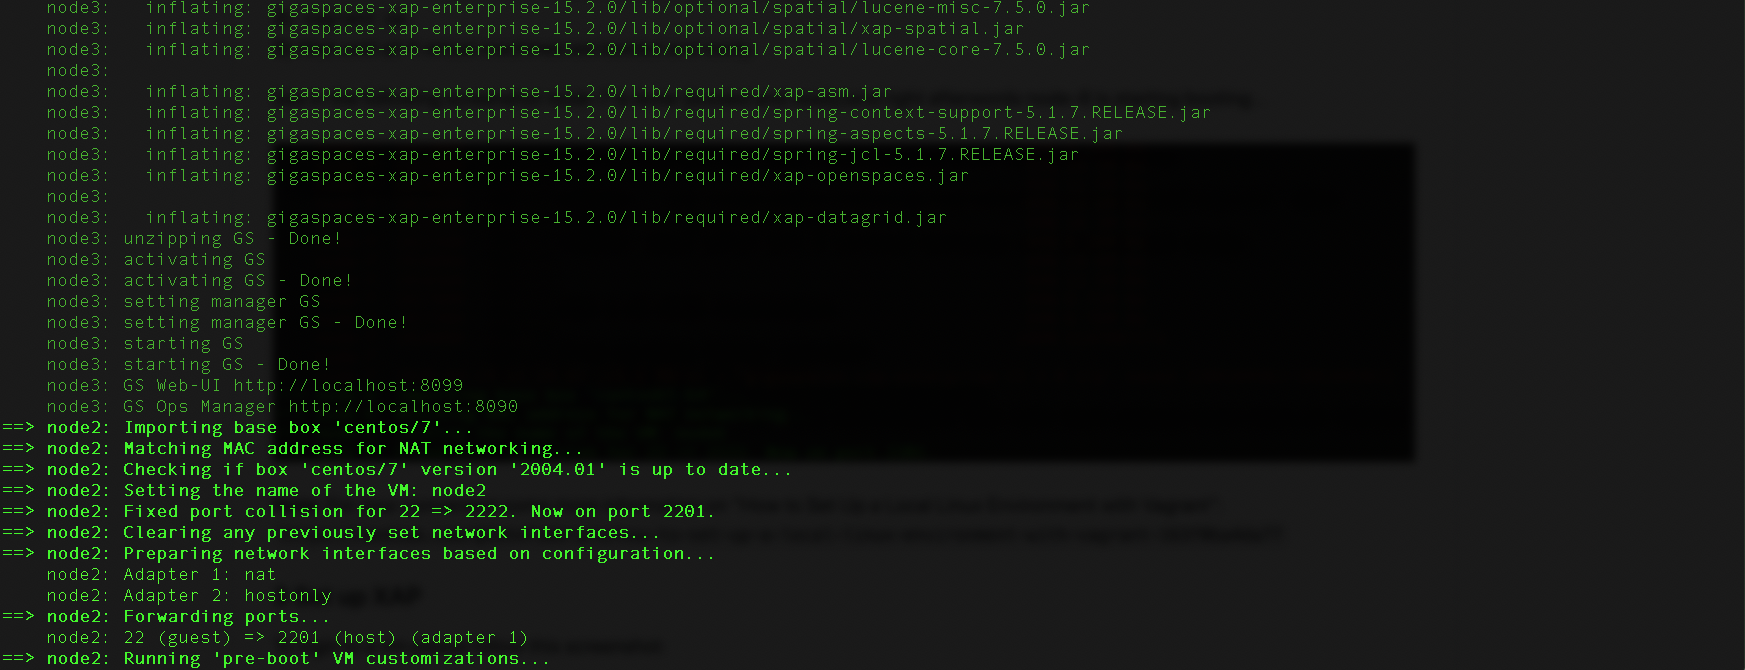 node3:   inflating: gigaspaces-xap-enterprise-15.2.0/lib/optional/spatial/lucene-misc-7.5.0.jar
node3:   inflating: gigaspaces-xap-enterprise-15.2.0/lib/optional/spatial/xap-spatial.jar
node3:   inflating: gigaspaces-xap-enterprise-15.2.0/lib/optional/spatial/lucene-core-7.5.0.jar
node3:
node3:   inflating: gigaspaces-xap-enterprise-15.2.0/lib/required/xap-asm.jar
node3:   inflating: gigaspaces-xap-enterprise-15.2.0/lib/required/spring-context-support-5.1.7.RELEASE.jar
node3:   inflating: gigaspaces-xap-enterprise-15.2.0/lib/required/spring-aspects-5.1.7.RELEASE.jar
node3:   inflating: gigaspaces-xap-enterprise-15.2.0/lib/required/spring-jcl-5.1.7.RELEASE.jar
node3:   inflating: gigaspaces-xap-enterprise-15.2.0/lib/required/xap-openspaces.jar
node3:
node3:   inflating: gigaspaces-xap-enterprise-15.2.0/lib/required/xap-datagrid.jar
node3: unzipping GS - Done!
node3: activating GS
node3: activating GS - Done!
node3: setting manager GS
node3: setting manager GS - Done!
node3: starting GS
node3: starting GS - Done!
node3: GS Web-UI http://localhost:8099
node3: GS Ops Manager http://localhost:8090
==> node2: Importing base box 'centos/7'...
==> node2: Matching MAC address for NAT networking...
==> node2: Checking if box 'centos/7' version '2004.01' is up to date...
==> node2: Setting the name of the VM: node2
==> node2: Fixed port collision for 22 => 2222. Now on port 2201.
==> node2: Clearing any previously set network interfaces...
==> node2: Preparing network interfaces based on configuration...
node2: Adapter 1: nat
node2: Adapter 2: hostonly
==> node2: Forwarding ports...
node2: 22 (guest) => 2201 (host) (adapter 1)
==> node2: Running 'pre-boot' VM customizations...